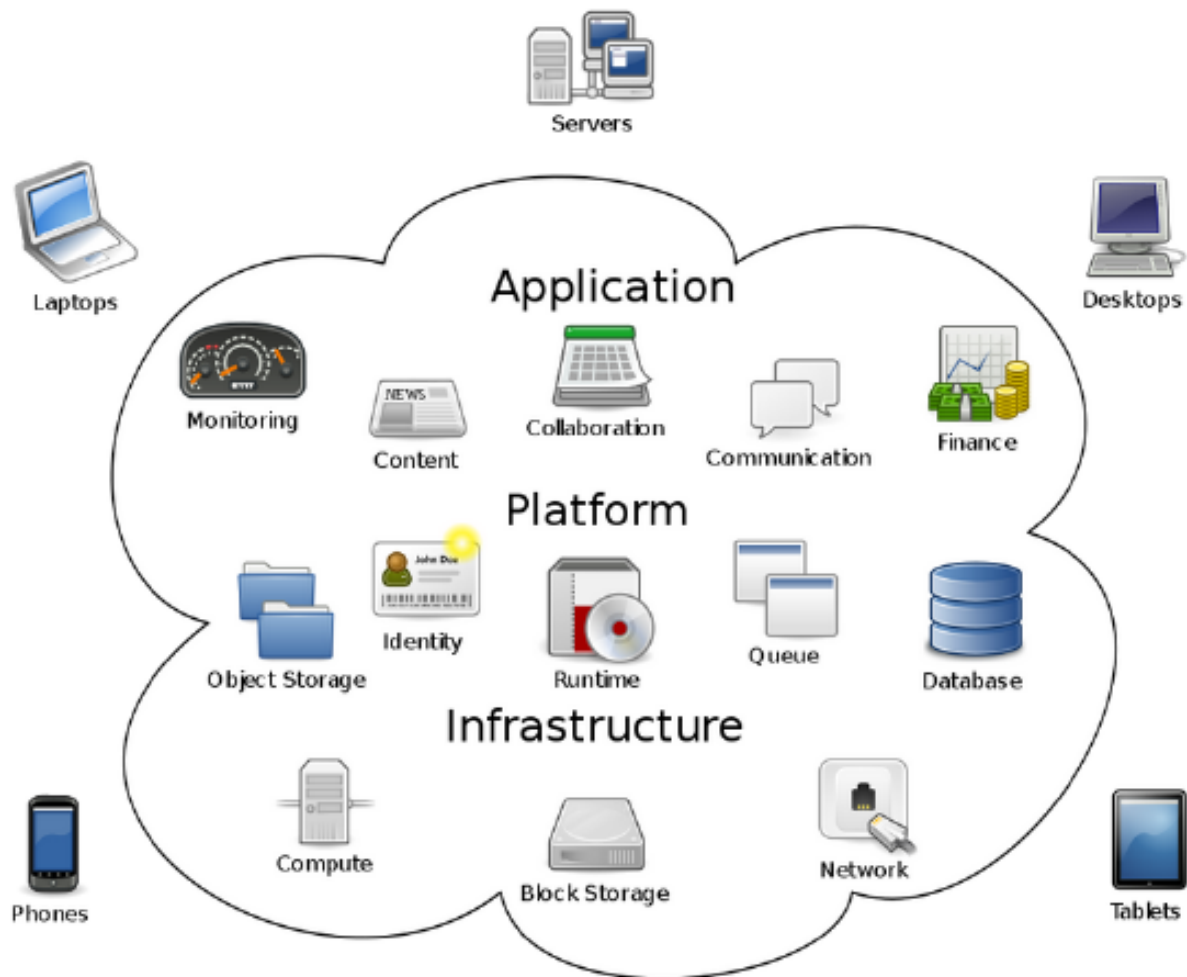 Servers
Laptops
Desktops
Application
Monitoring
NEWS
Content
Collaboration
Communication
Finance
Platform
John Doe
Object Storage
Identity
Runtime
Queue
Database
Infrastructure
Compute
Block Storage
Network
Phones
Tablets